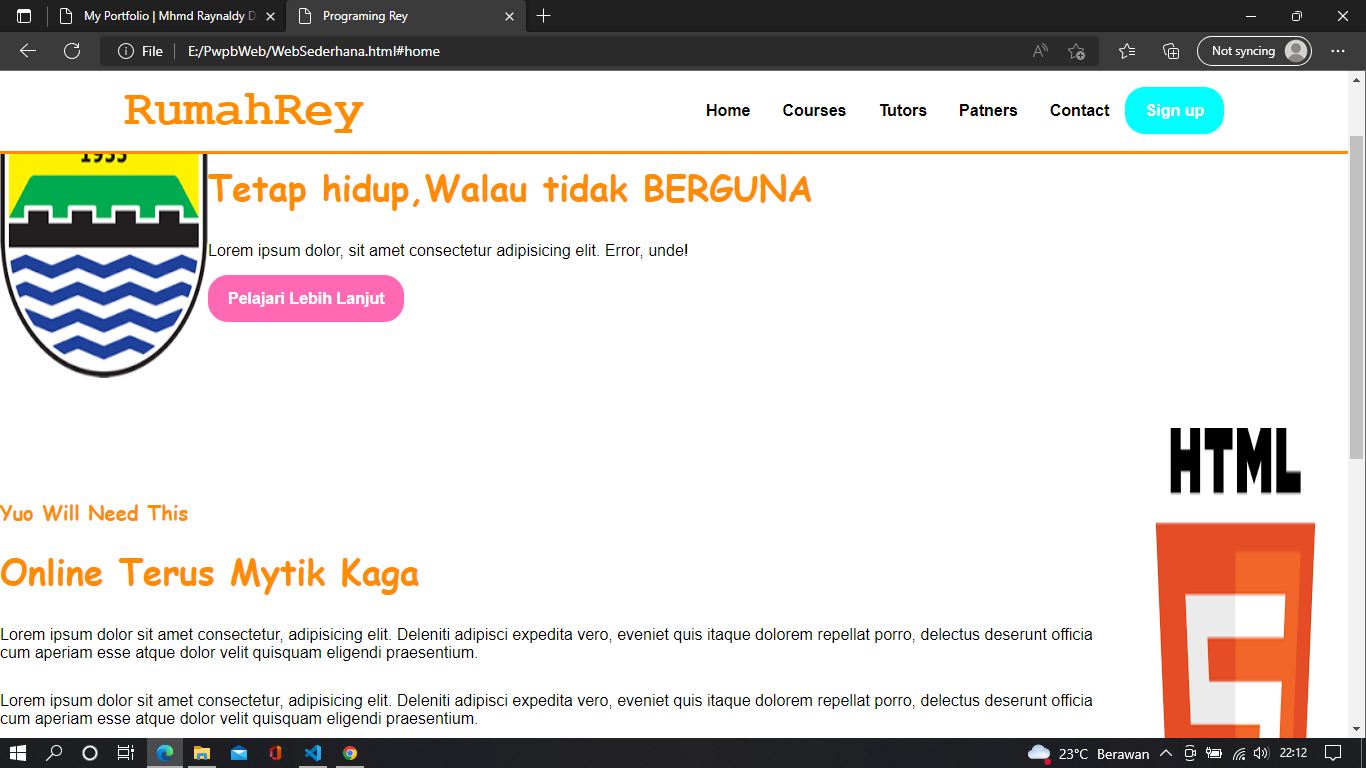 My Portfolio | Mhmd Raynaldy D
Programing Rey
File
E:/PwpbWeb/WebSederhana.html#home
Not syncing
RumahRey
Home
Courses
Tutors
Patners
Contact
Sign up
1933
Tetap hidup,Walau tidak BERGUNA
Lorem ipsum dolor, sit amet consectetur adipisicing elit. Error, unde!
Pelajari Lebih Lanjut
HTML
Yuo Will Need This
Online Terus Mytik Kaga
Lorem ipsum dolor sit amet consectetur, adipisicing elit. Deleniti adipisci expedita vero, eveniet quis itaque dolorem repellat porro, delectus deserunt officia
cum aperiam esse atque dolor velit quisquam eligendi praesentium.
Lorem ipsum dolor sit amet consectetur, adipisicing elit. Deleniti adipisci expedita vero, eveniet quis itaque dolorem repellat porro, delectus deserunt officia
cum aperiam esse atque dolor velit quisquam eligendi praesentium.
23°C Berawan
22:12